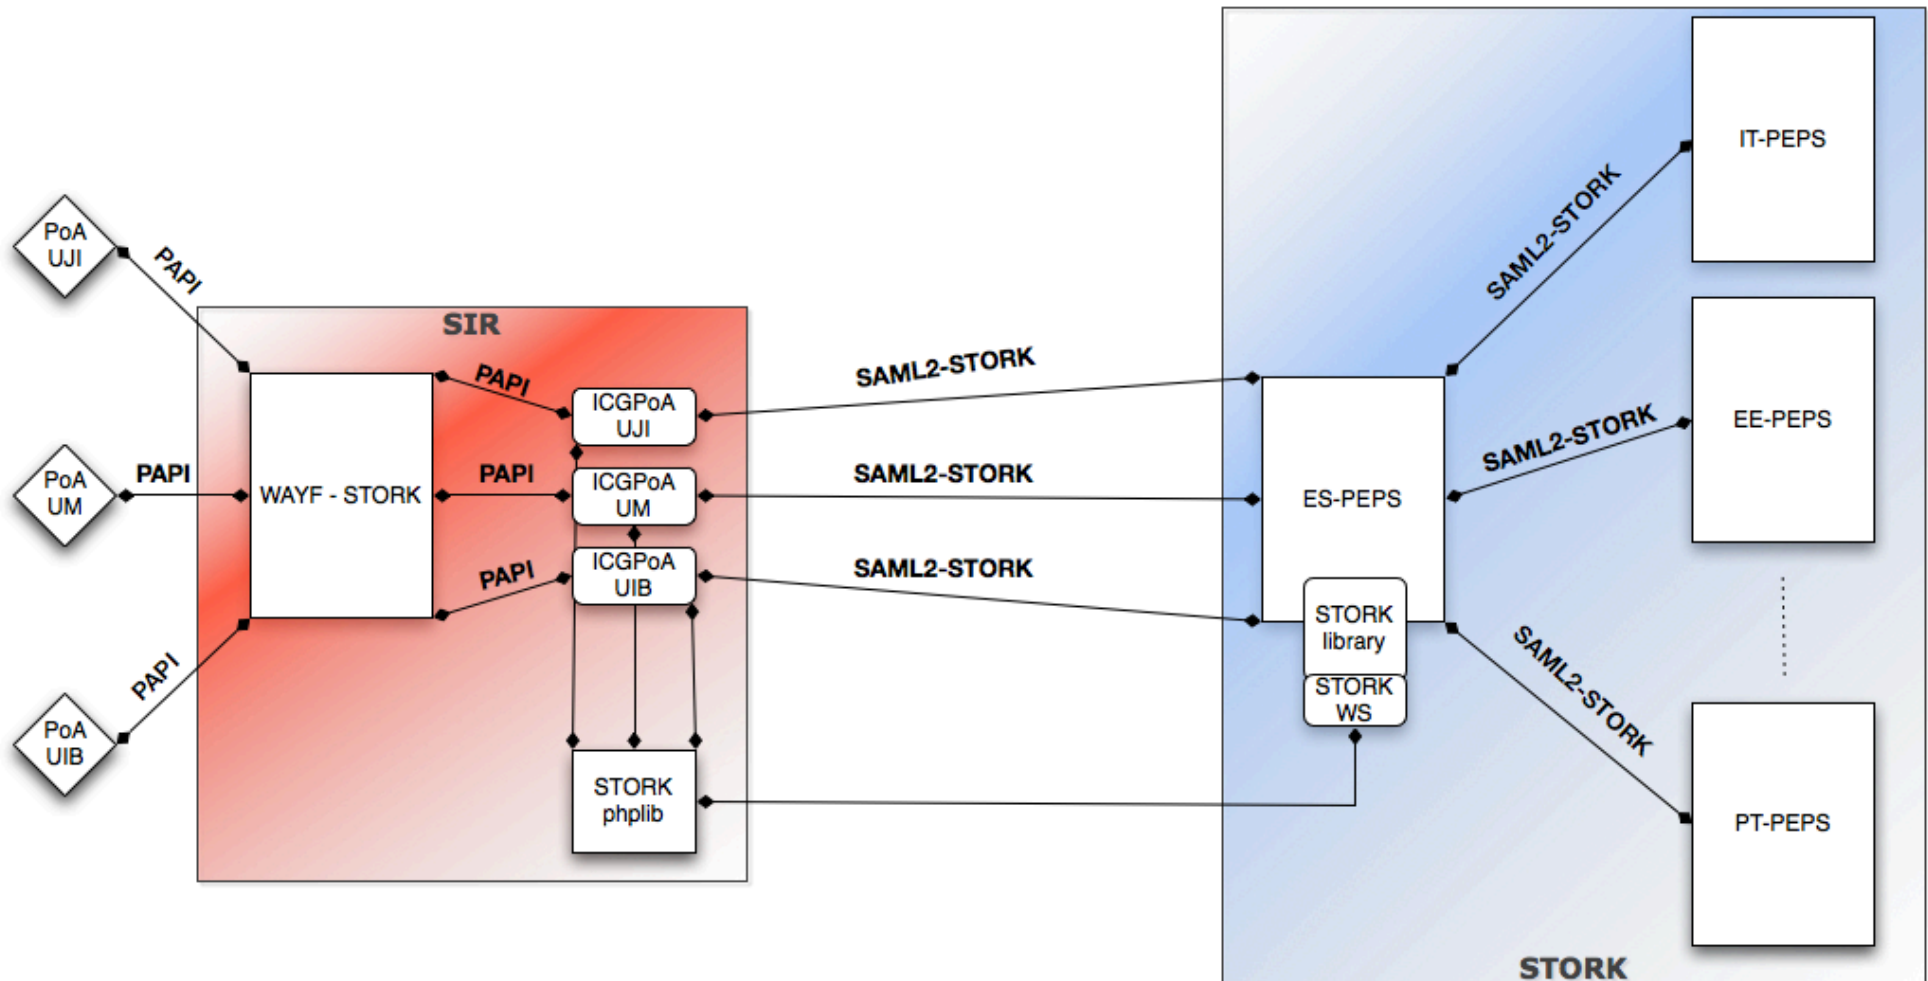 PoA
UJI
PAPI
PoA
UM
PAPI
PoA
UIB
PAPI
SIR
WAYF - STORK
PAPI
PAPI
PAPI
ICGPoA
UJI
ICGPoA
UM
ICGPoA
UIB
STORK
phplib
SAML2-STORK
SAML2-STORK
SAML2-STORK
ES-PEPS
STORK
library
STORK
WS
SAML2-STORK
SAML2-STORK
SAML2-STORK
IT-PEPS
EE-PEPS
PT-PEPS
STORK